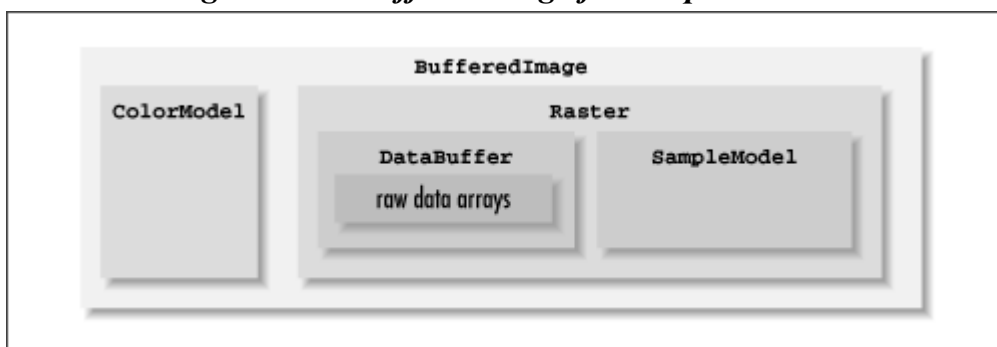 BufferedImage
ColorModel
Raster
DataBuffer
SampleModel
raw data arrays